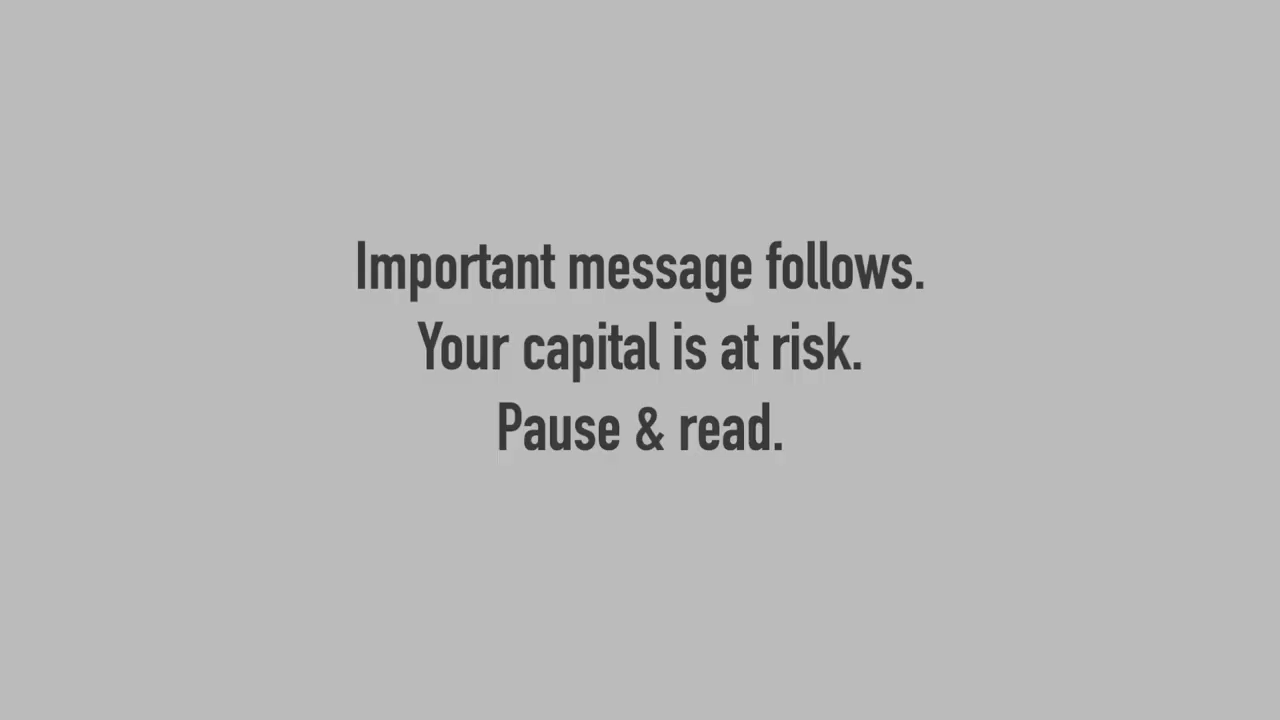 Important message follows.
Your capital is at risk.
Pause & read.